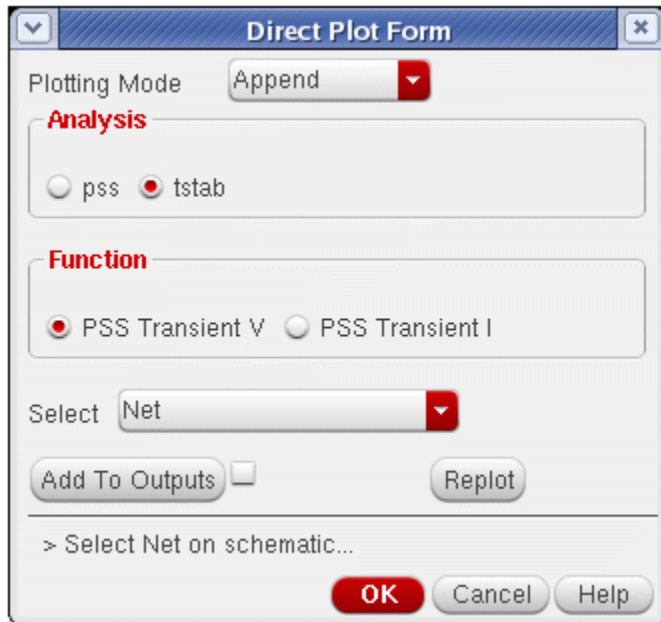 Direct Plot Form
Plotting Mode Append
Analysis
pss tstab
Function
PSS Transient V PSS Transient I
Select Net
Add To Outputs Replot
> Select Net on schematic...
OK Cancel Help